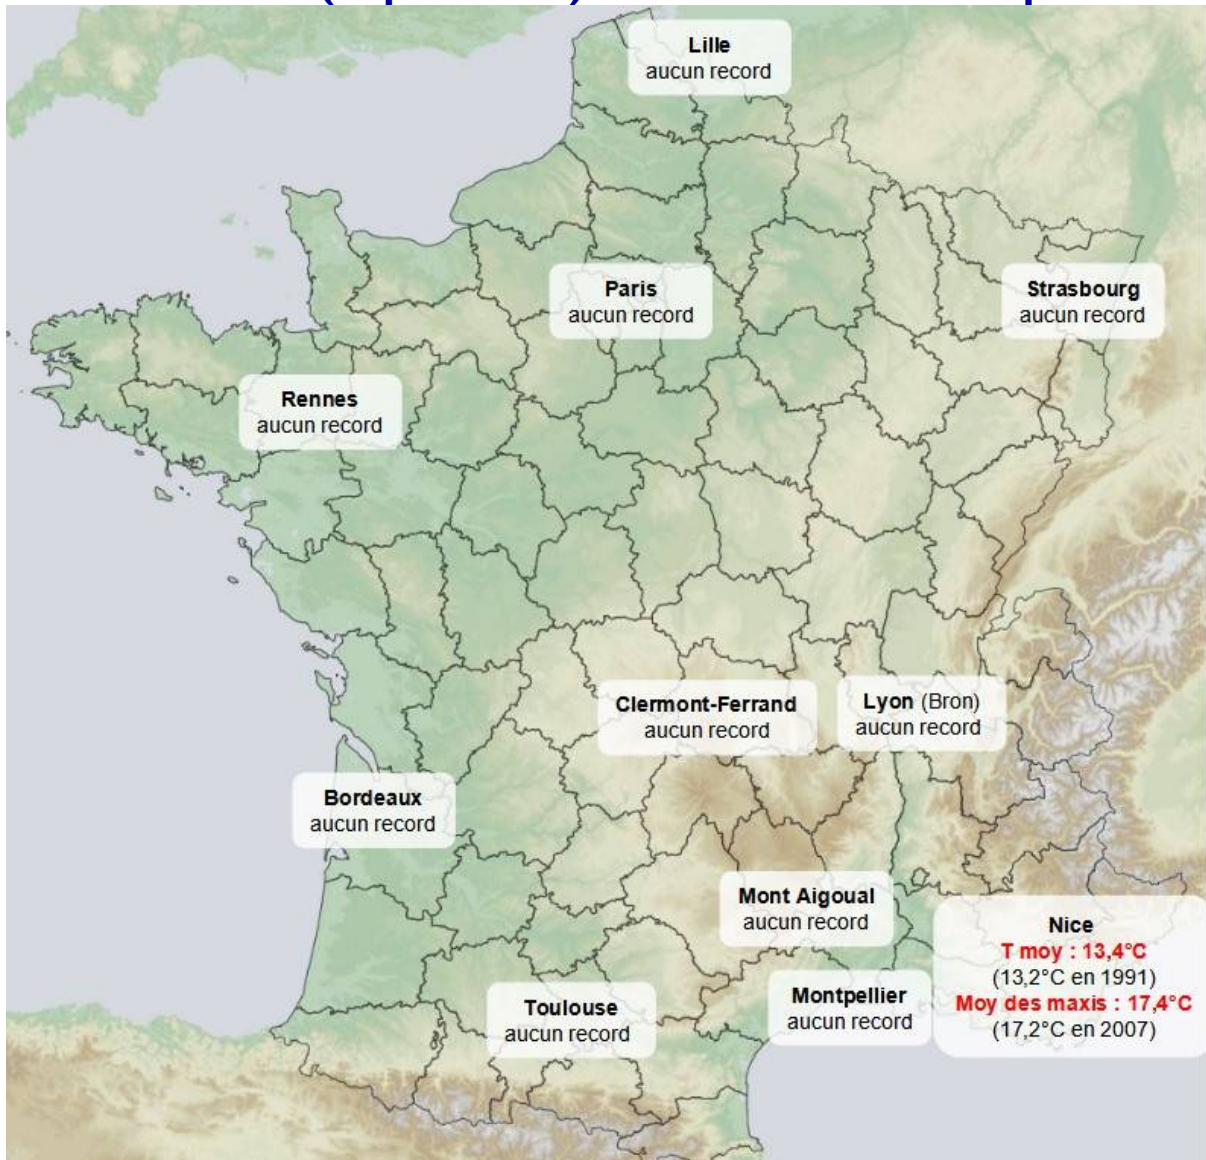 Lille
aucun record
Paris
aucun record
Strasbourg
aucun record
Rennes
aucun record
Clermont-Ferrand
aucun record
Lyon (Bron)
aucun record
Bordeaux
aucun record
Mont Aigoual
aucun record
Nice
T moy : 13,4°C
(13,2°C en 1991)
Moy des maxis : 17,4°C
(17,2°C en 2007)
Montpellier
aucun record
Toulouse
aucun record